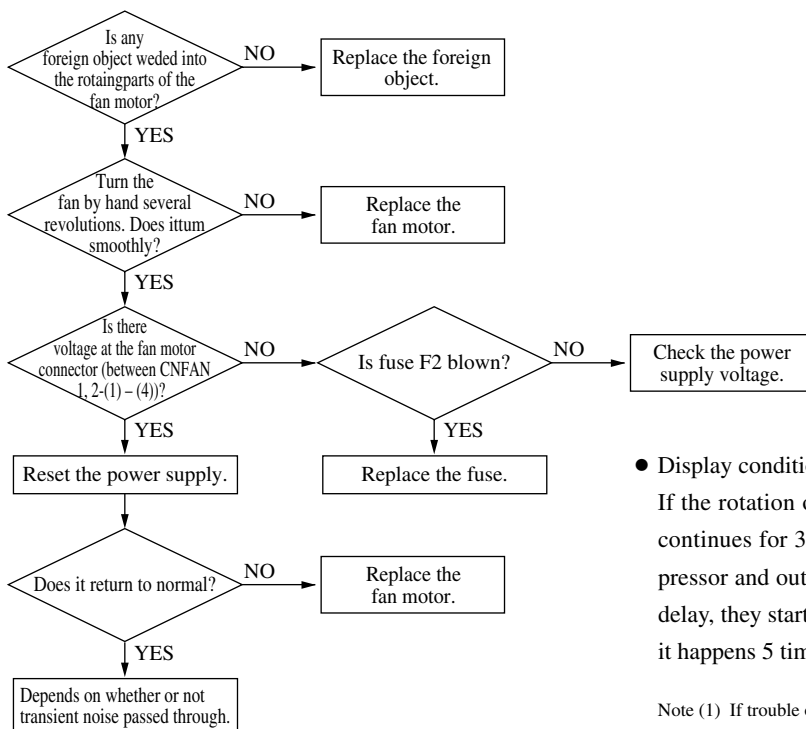 Is any
foreign object weded into
the rotaingparts of the
fan motor?
NO
Replace the foreign
object.
YES
Turn the
fan by hand several
revolutions. Does ittum
smoothly?
NO
Replace the
fan motor.
YES
Is there
voltage at the fan motor
connector (between CNFAN
1, 2-(1) – (4))?
NO
Is fuse F2 blown?
NO
Check the power
supply voltage.
YES
YES
Reset the power supply.
Replace the fuse.
Does it return to normal?
NO
Replace the
fan motor.
YES
Depends on whether or not
transient noise passed through.
● Display conditi
If the rotation
continues for 3
pressor and out
delay, they start
it happens 5 tim
Note (1) If trouble